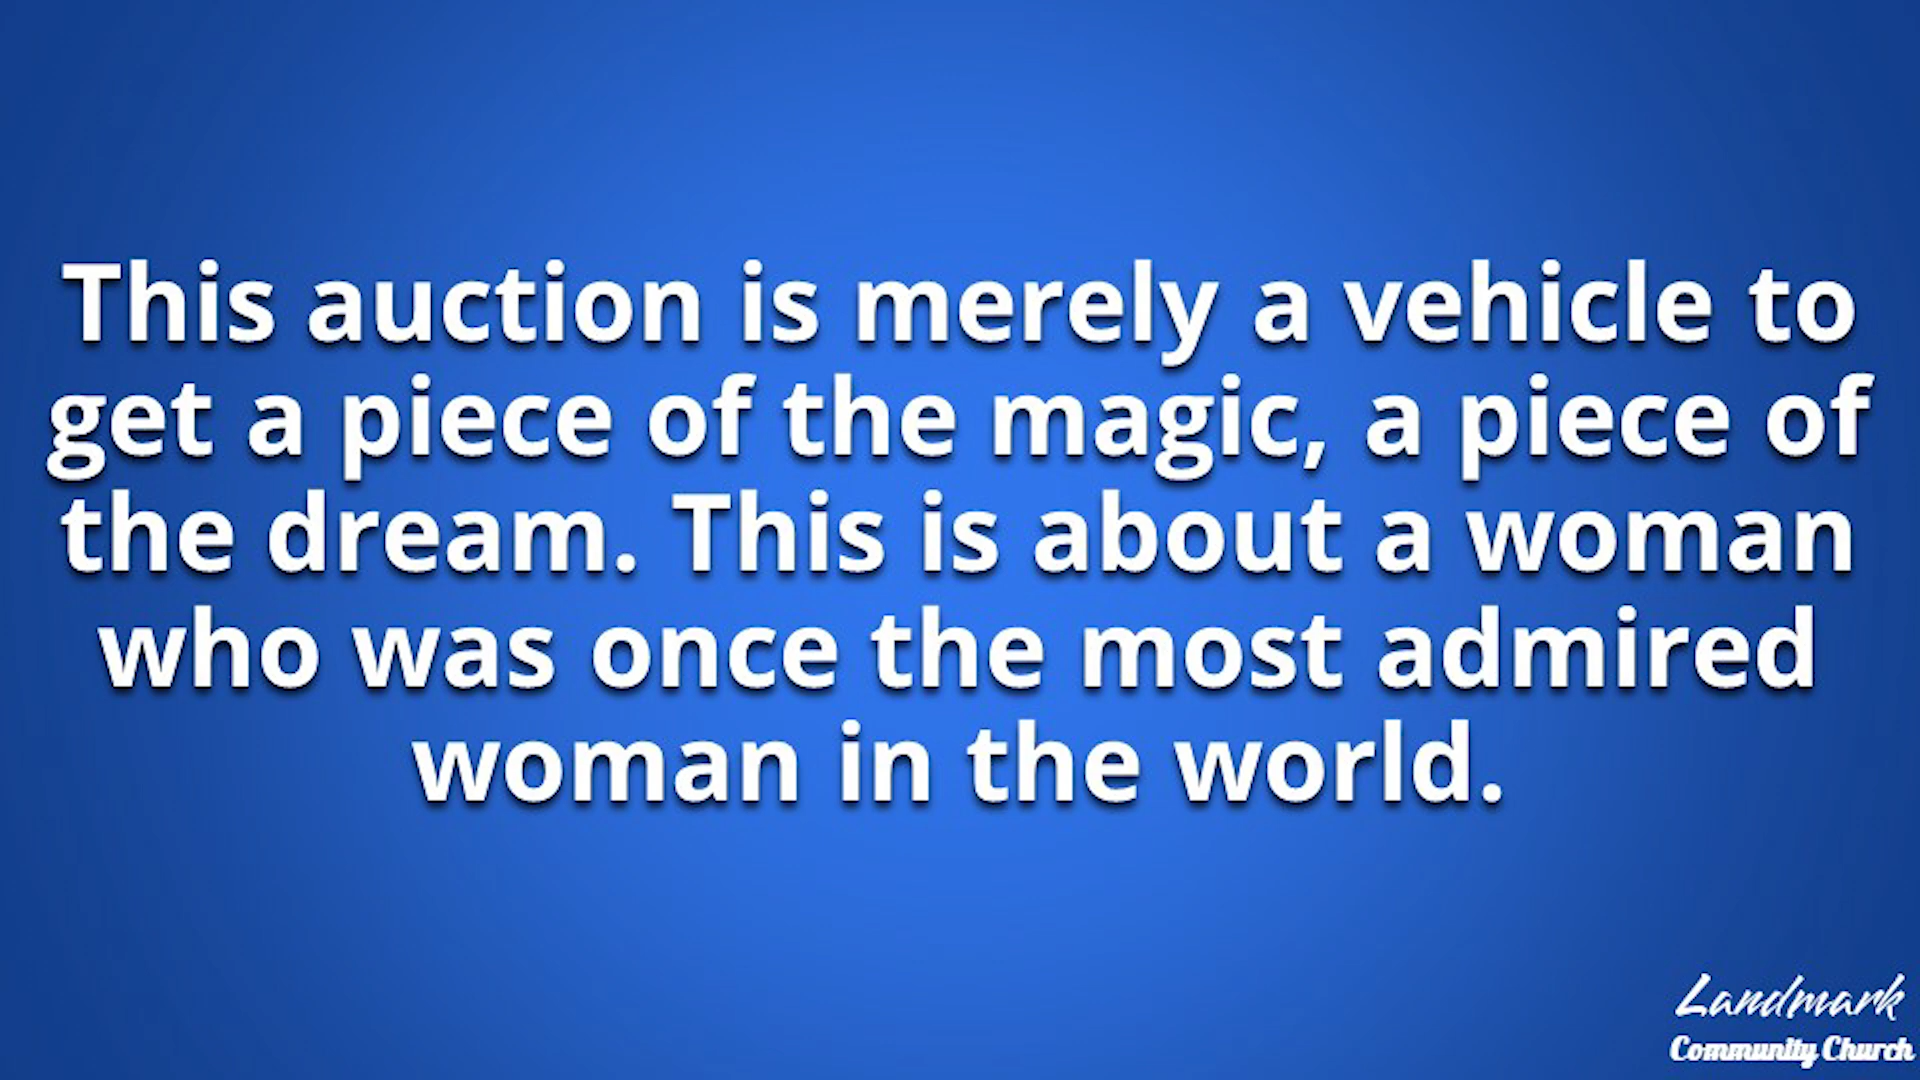 This auction is merely a vehicle to
get a piece of the magic, a piece of
the dream. This is about a woman
who was once the most admired
woman in the world.
Landmark
Community Church